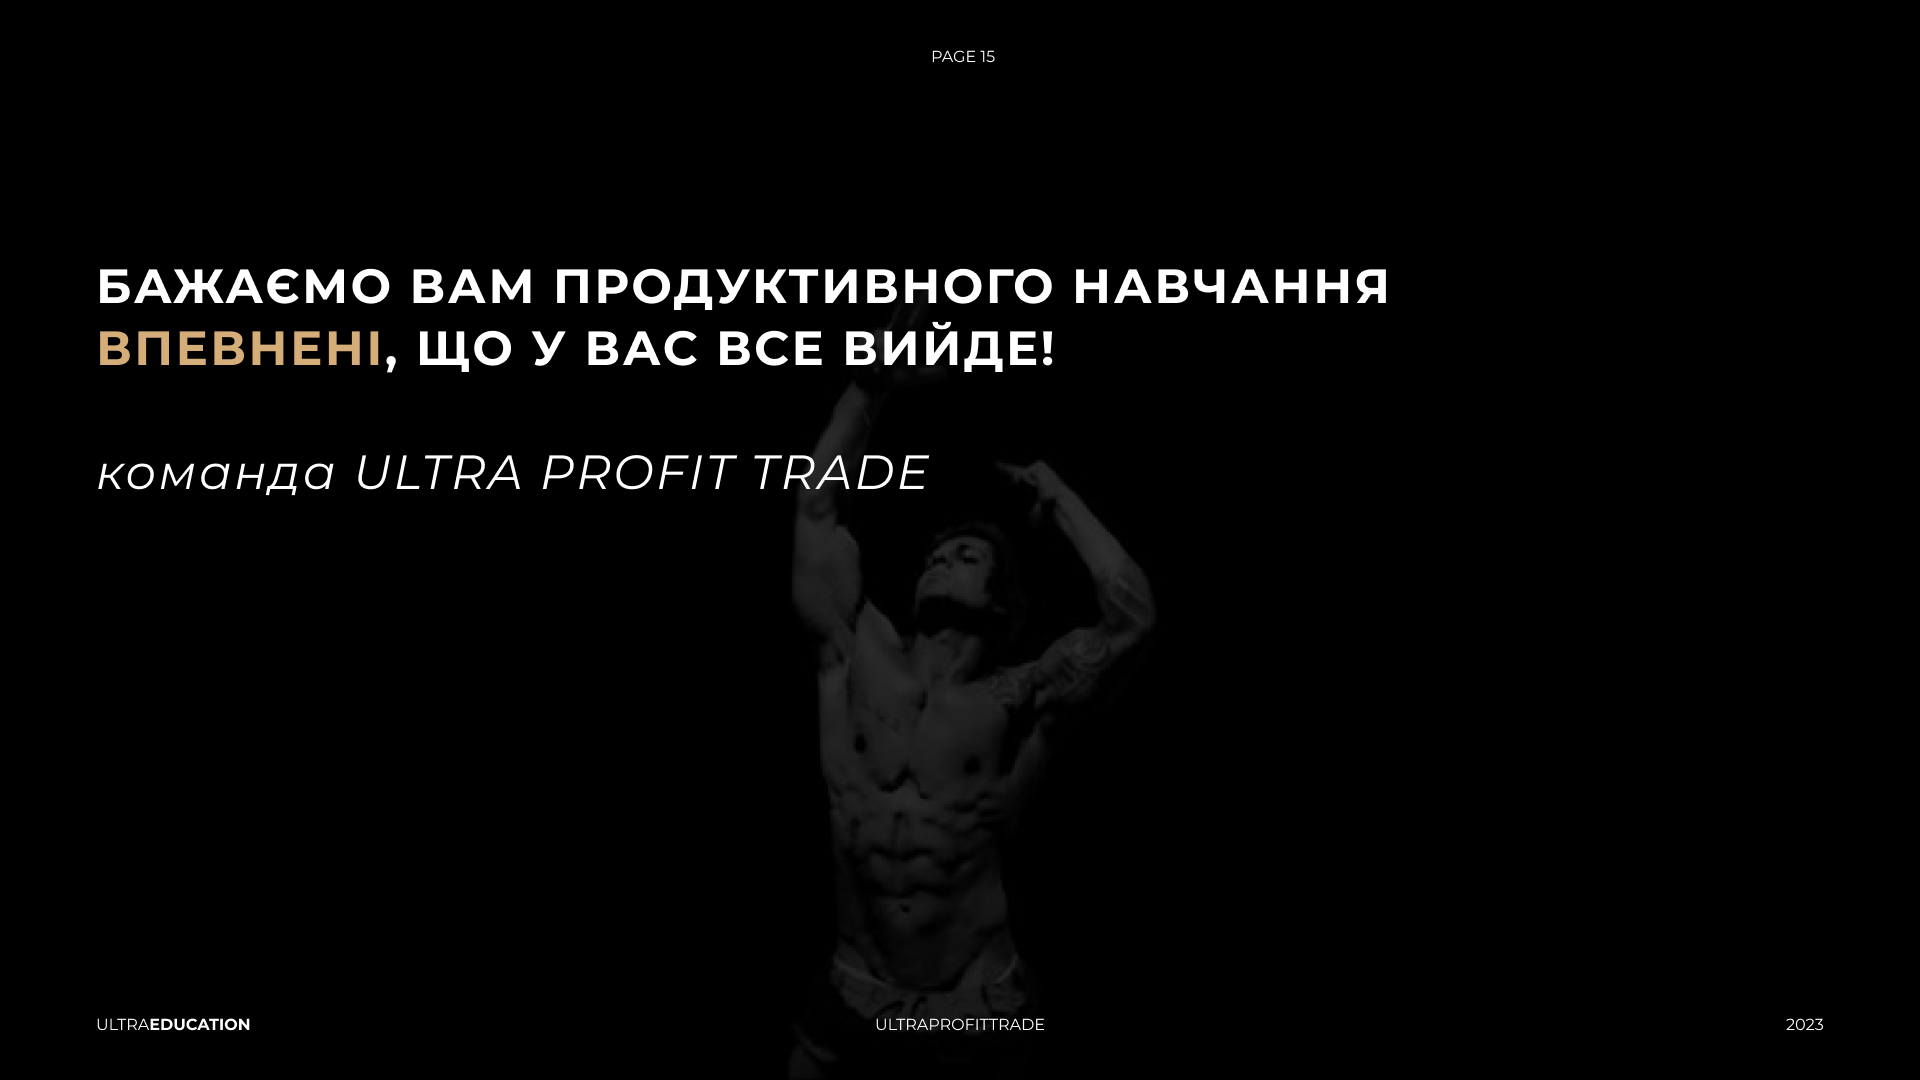 PAGE 15
БАЖАЄМО ВАМ ПРОДУКТИВНОГО НАВЧАННЯ
ВПЕВНЕНІ, ЩО У ВАС ВСЕ ВИЙДЕ!
команда ULTRA PROFIT TRADE
ULTRAEDUCATION
ULTRAPROFITTRADE
2023